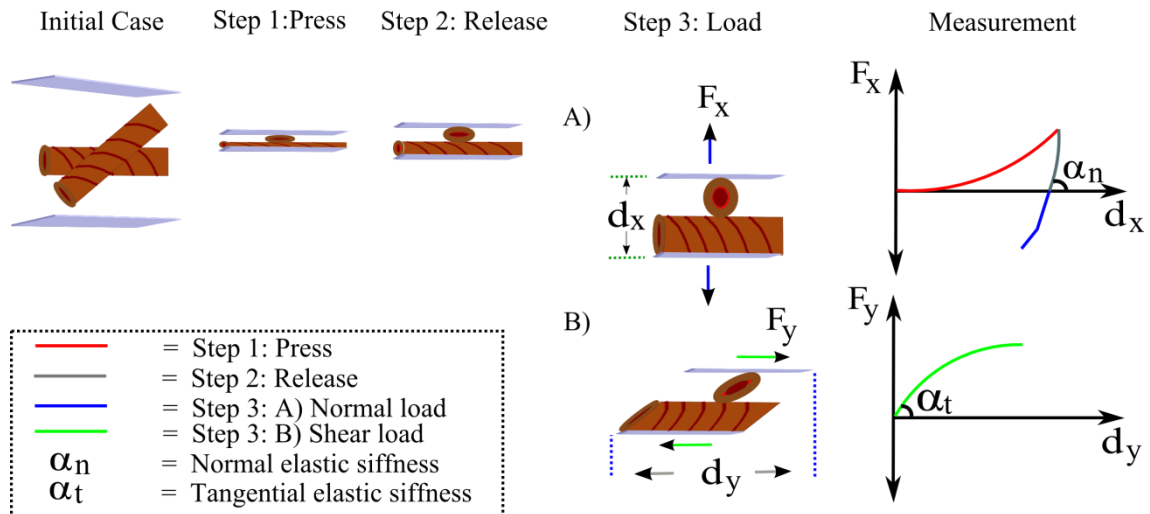 Initial Case
Step 1:Press
Step 2: Release
Step 3: Load
Measurement
A)
Fx
dx
Fx
αn
dx
B)
Fy
dy
Fy
αt
dy
= Step 1: Press
= Step 2: Release
= Step 3: A) Normal load
= Step 3: B) Shear load
αn = Normal elastic siffness
αt = Tangential elastic siffness